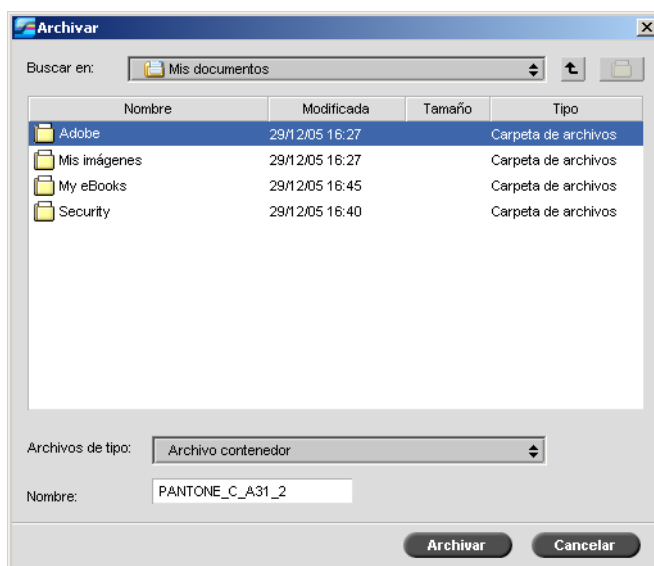 Archivar
Buscar en: Mis documentos
Nombre Modificada Tamaño Tipo
Adobe 29/12/05 16:27 Carpeta de archivos
Mis imágenes 29/12/05 16:27 Carpeta de archivos
My eBooks 29/12/05 16:45 Carpeta de archivos
Security 29/12/05 16:40 Carpeta de archivos
Archivos de tipo: Archivo contenedor
Nombre: PANTONE_C_A31_2
Archivar Cancelar